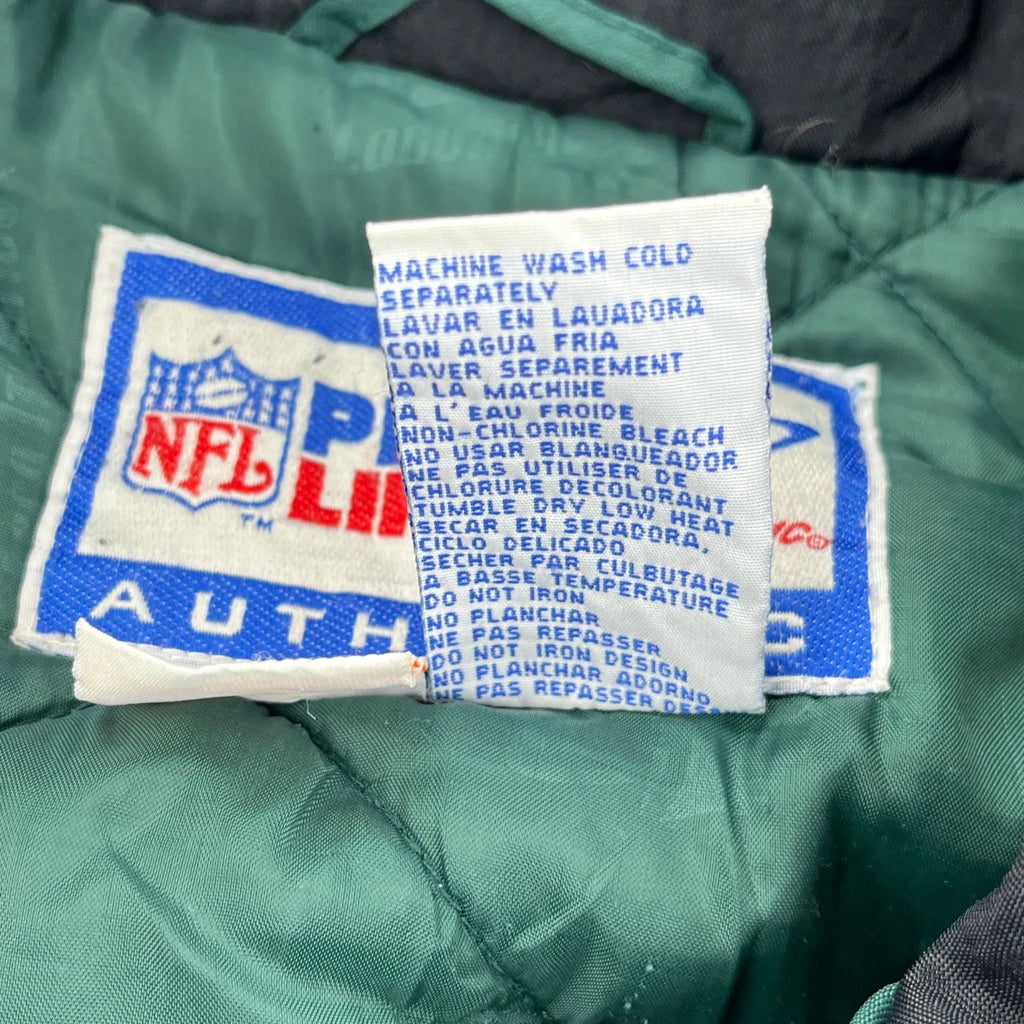 MACHINE WASH COLD
SEPARATELY
LAVAR EN LAUADORA
CON AGUA FRIA
LAVER SEPAREMENT
A LA MACHINE
A L'EAU FROIDE
NON-CHLORINE BLEACH
NO USAR BLANQUEADOR
NE PAS UTILISER DE
CHLORURE DECOLORANT
TUMBLE DRY LOW HEAT
SECAR EN SECADORA,
CICLO DELICADO
SECHER PAR CULBUTAGE
A BASSE TEMPERATURE
DO NOT IRON
NO PLANCHAR
NE PAS REPASSER
DO NOT IRON DESIGN
NO PLANCHAR ADORNO
NE PAS REPASSER
NFL
TM
P
LI
AUTH
C